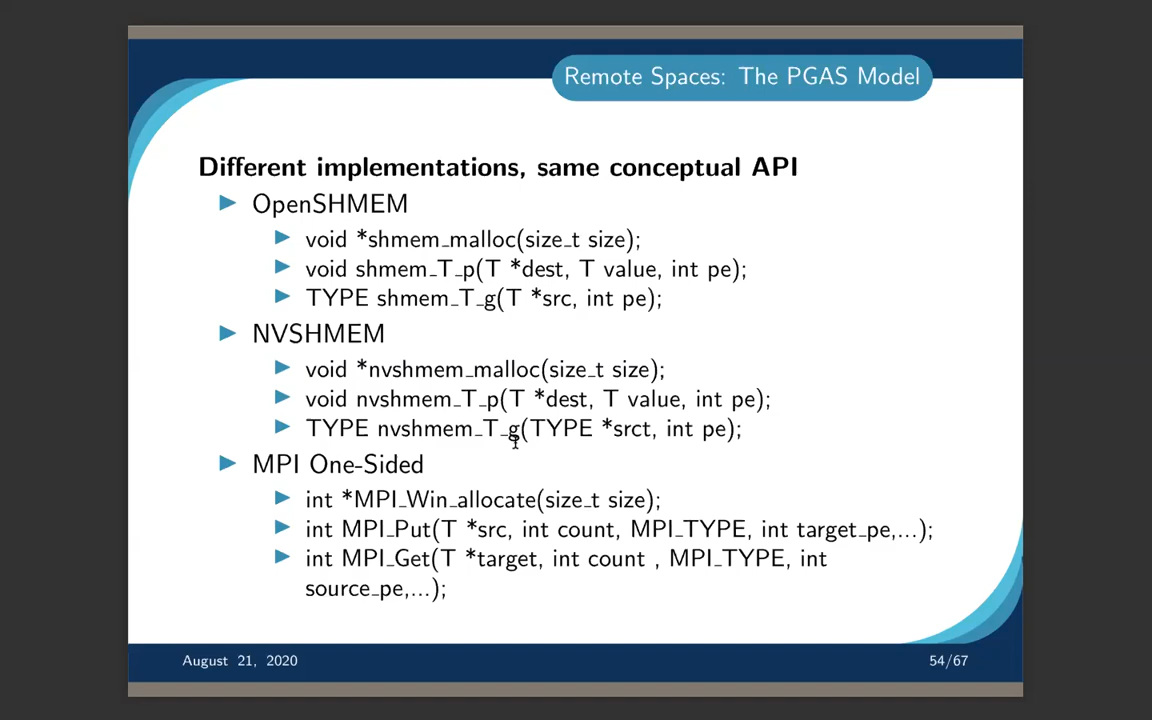 Remote Spaces: The PGAS Model
Different implementations, same conceptual API
OpenSHMEM
void *shmem_malloc(size_t size);
void shmem_T_p(T *dest, T value, int pe);
TYPE shmem_T_g(T *src, int pe);
NVSHMEM
void *nvshmem_malloc(size_t size);
void nvshmem_T_p(T *dest, T value, int pe);
TYPE nvshmem_T_g(TYPE *srct, int pe);
MPI One-Sided
int *MPI_Win_allocate(size_t size);
int MPI_Put(T *src, int count, MPI_TYPE, int target_pe,...);
int MPI_Get(T *target, int count , MPI_TYPE, int
source_pe,...);
August 21, 2020
54/67